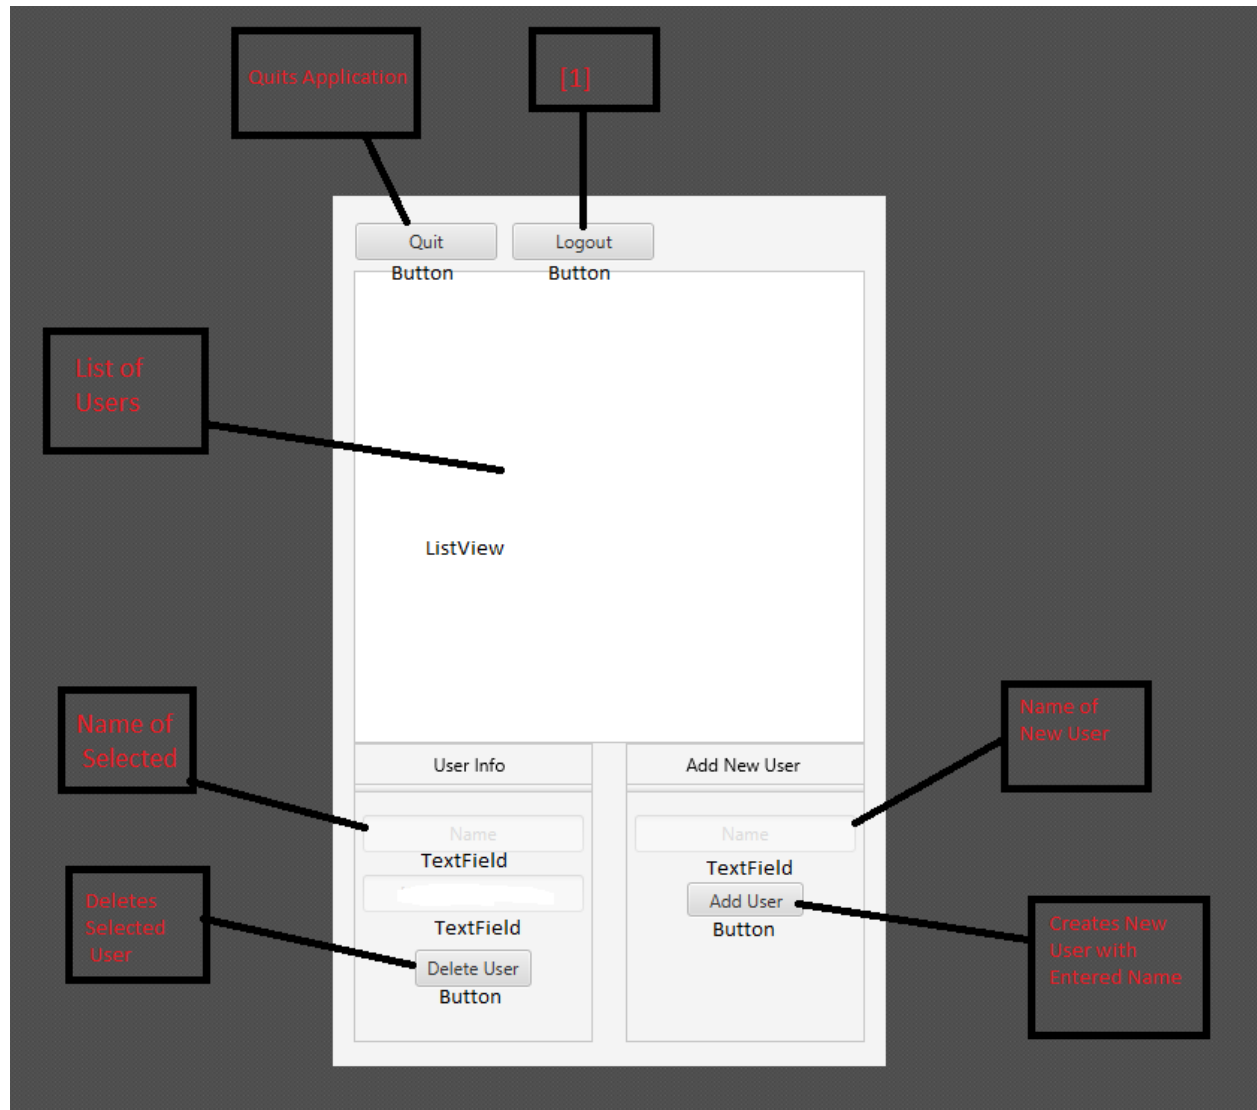 Quits Application
[1]
Quit
Logout
Button
Button
List of
Users
ListView
Name of
Selected
Name of
New User
User Info
Add New User
Name
Name
TextField
TextField
Deletes
Selected
User
Add User
TextField
Button
Creates New
User with
Entered Name
Delete User
Button